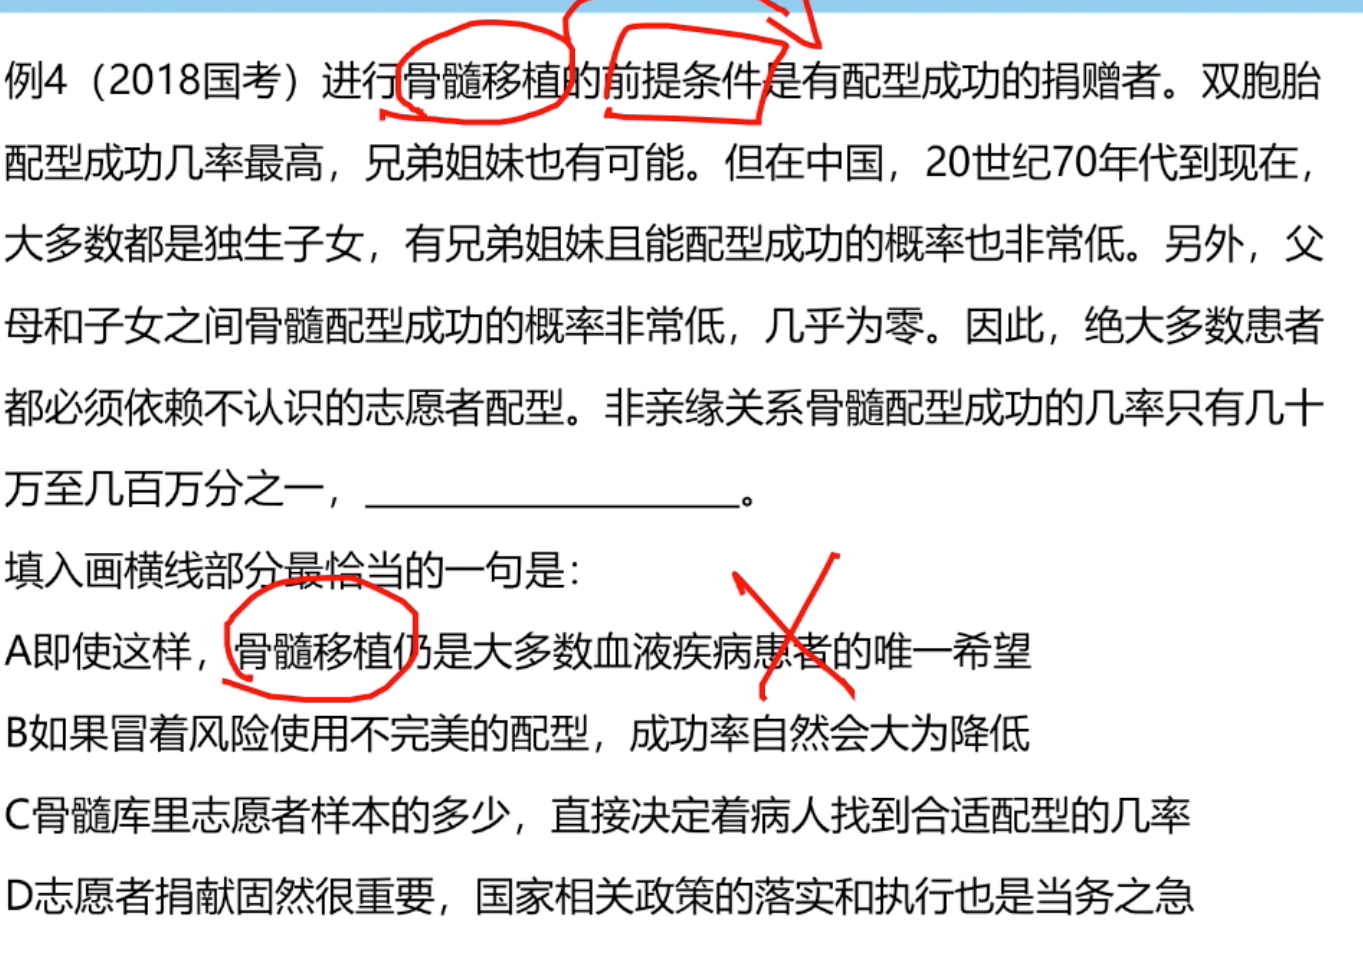 例4（2018国考）进行骨髓移植的前提条件是有配型成功的捐赠者。双胞胎
配型成功几率最高，兄弟姐妹也有可能。但在中国，20世纪70年代到现在，
大多数都是独生子女，有兄弟姐妹且能配型成功的概率也非常低。另外，父
母和子女之间骨髓配型成功的概率非常低，几乎为零。因此，绝大多数患者
都必须依赖不认识的志愿者配型。非亲缘关系骨髓配型成功的几率只有几十
万至几百万分之一，__________________。
填入画横线部分最恰当的一句是：
A即使这样，骨髓移植仍是大多数血液疾病患者的唯一希望
B如果冒着风险使用不完美的配型，成功率自然会大为降低
C骨髓库里志愿者样本的多少，直接决定着病人找到合适配型的几率
D志愿者捐献固然很重要，国家相关政策的落实和执行也是当务之急